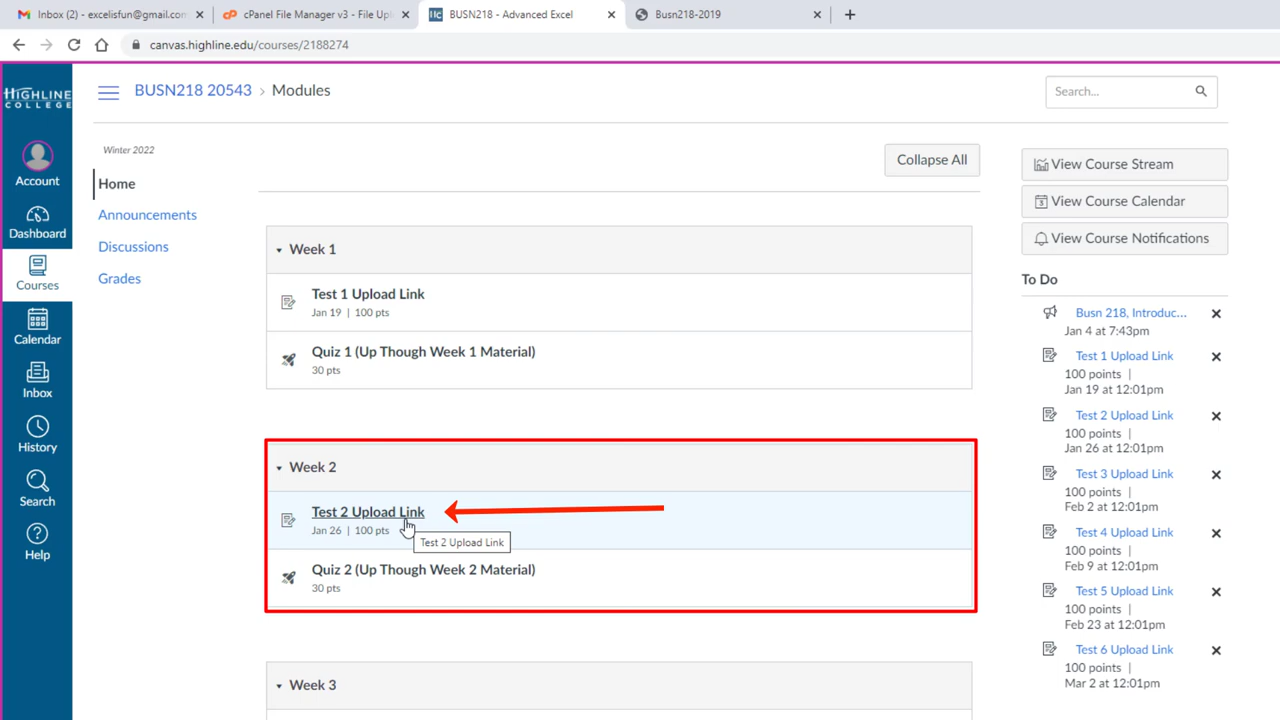 Inbox (2) - excelisfun@gmail.com
cPanel File Manager v3 - File Upl
BUSN218 - Advanced Excel
Busn218-2019
canvas.highline.edu/courses/2188274
HIGHLINE
COLLEGE
Account
Dashboard
Courses
Calendar
Inbox
History
Search
Help
BUSN218 20543 › Modules
Search...
Winter 2022
Home
Announcements
Discussions
Grades
Collapse All
Week 1
Test 1 Upload Link
Jan 19 | 100 pts
Quiz 1 (Up Though Week 1 Material)
30 pts
Week 2
Test 2 Upload Link
Jan 26 | 100 pts
Test 2 Upload Link
Quiz 2 (Up Though Week 2 Material)
30 pts
Week 3
View Course Stream
View Course Calendar
View Course Notifications
To Do
Busn 218, Introduc...
Jan 4 at 7:43pm
Test 1 Upload Link
100 points |
Jan 19 at 12:01pm
Test 2 Upload Link
100 points |
Jan 26 at 12:01pm
Test 3 Upload Link
100 points |
Feb 2 at 12:01pm
Test 4 Upload Link
100 points |
Feb 9 at 12:01pm
Test 5 Upload Link
100 points |
Feb 23 at 12:01pm
Test 6 Upload Link
100 points |
Mar 2 at 12:01pm